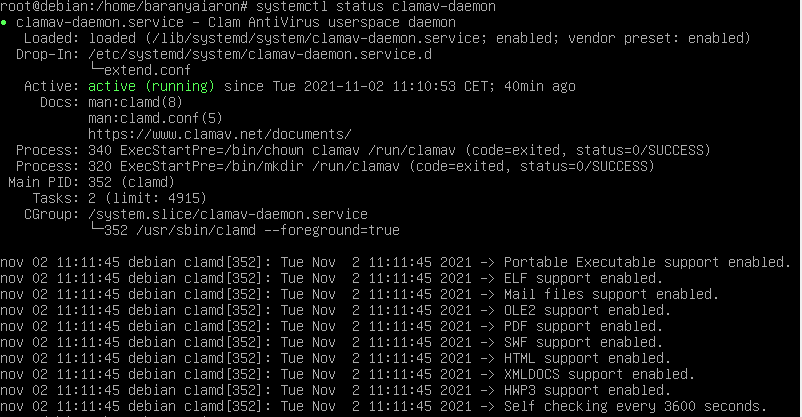 root@debian:/home/baranyaiaron# systemctl status clamav-daemon
● clamav-daemon.service - Clam AntiVirus userspace daemon
   Loaded: loaded (/lib/systemd/system/clamav-daemon.service; enabled; vendor preset: enabled)
  Drop-In: /etc/systemd/system/clamav-daemon.service.d
           └─extend.conf
   Active: active (running) since Tue 2021-11-02 11:10:53 CET; 40min ago
     Docs: man:clamd(8)
           man:clamd.conf(5)
           https://www.clamav.net/documents/
  Process: 340 ExecStartPre=/bin/chown clamav /run/clamav (code=exited, status=0/SUCCESS)
  Process: 320 ExecStartPre=/bin/mkdir /run/clamav (code=exited, status=0/SUCCESS)
 Main PID: 352 (clamd)
    Tasks: 2 (limit: 4915)
   CGroup: /system.slice/clamav-daemon.service
           └─352 /usr/sbin/clamd --foreground=true
nov 02 11:11:45 debian clamd[352]: Tue Nov  2 11:11:45 2021 -> Portable Executable support enabled.
nov 02 11:11:45 debian clamd[352]: Tue Nov  2 11:11:45 2021 -> ELF support enabled.
nov 02 11:11:45 debian clamd[352]: Tue Nov  2 11:11:45 2021 -> Mail files support enabled.
nov 02 11:11:45 debian clamd[352]: Tue Nov  2 11:11:45 2021 -> OLE2 support enabled.
nov 02 11:11:45 debian clamd[352]: Tue Nov  2 11:11:45 2021 -> PDF support enabled.
nov 02 11:11:45 debian clamd[352]: Tue Nov  2 11:11:45 2021 -> SWF support enabled.
nov 02 11:11:45 debian clamd[352]: Tue Nov  2 11:11:45 2021 -> HTML support enabled.
nov 02 11:11:45 debian clamd[352]: Tue Nov  2 11:11:45 2021 -> XMLDOCS support enabled.
nov 02 11:11:45 debian clamd[352]: Tue Nov  2 11:11:45 2021 -> HWP3 support enabled.
nov 02 11:11:45 debian clamd[352]: Tue Nov  2 11:11:45 2021 -> Self checking every 3600 seconds.